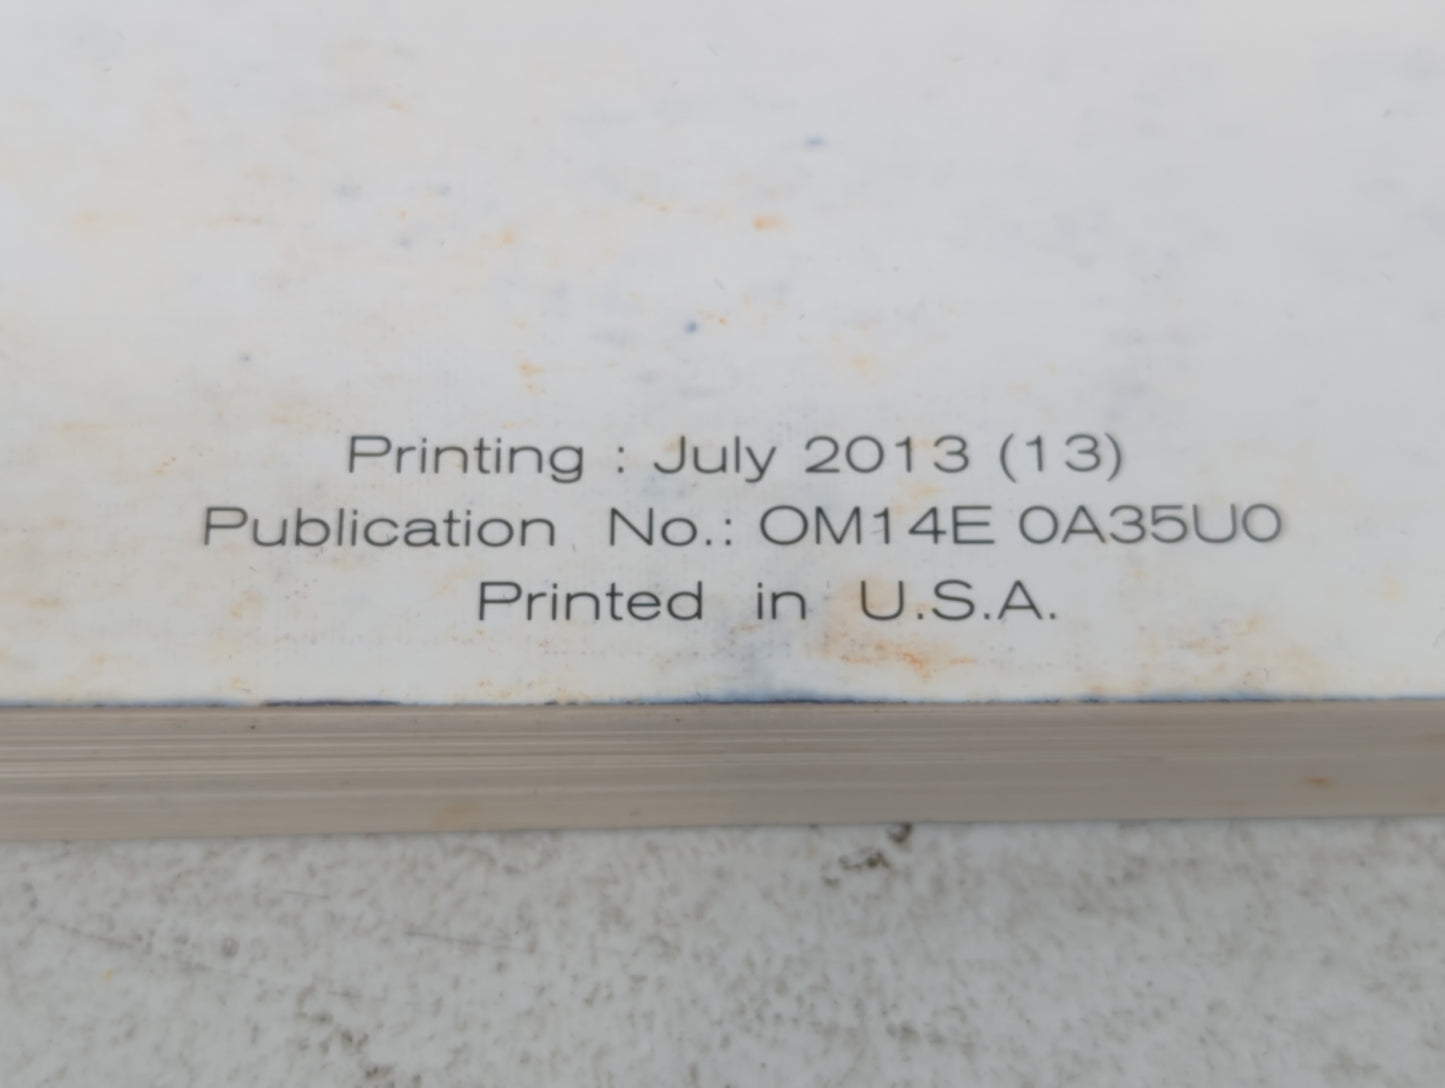 Printing : July 2013 (13)
Publication No.: OM14E 0A35U0
Printed in U.S.A.